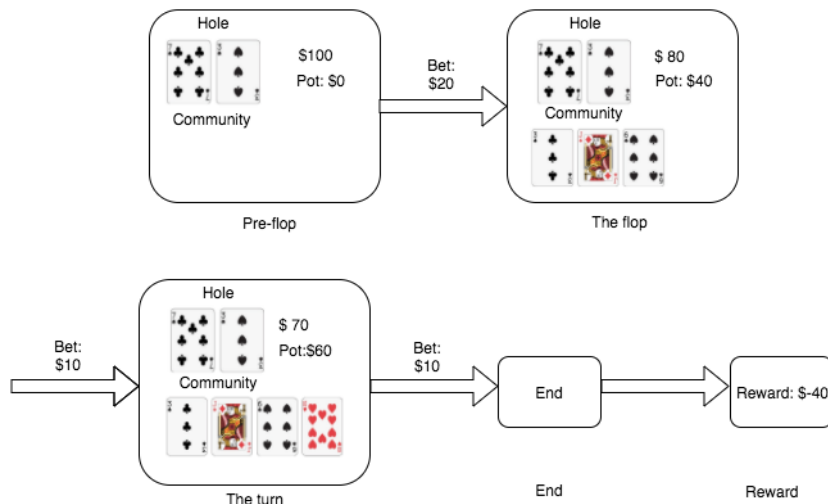 Hole
$100
Pot: $0
Community
Pre-flop
Bet:
$20
Hole
$ 80
Pot: $40
Community
The flop
Bet:
$10
Hole
$ 70
Pot:$60
Community
The turn
Bet:
$10
End
End
Reward: $-40
Reward